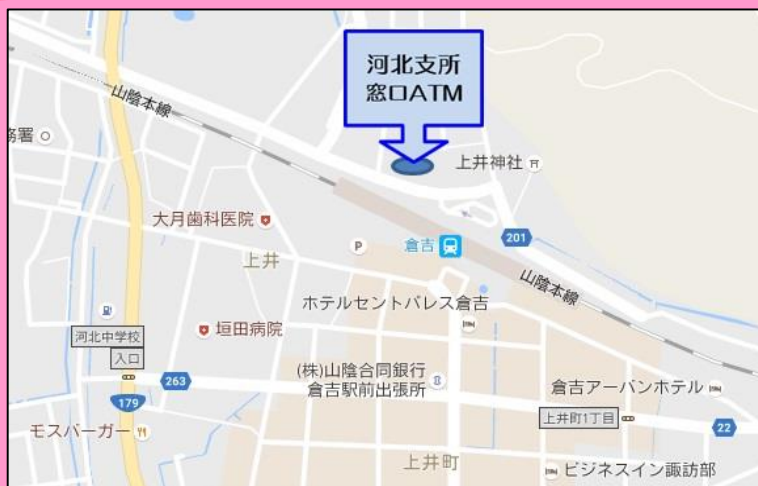 河北支所
窓口ATM
山陰本線
務署
上井神社
大月歯科医院
倉吉
201
上井
P
山陰本線
ホテルセントパレス倉吉
河北中学校
入口
垣田病院
(株)山陰合同銀行
倉吉駅前出張所
263
倉吉アーバンホテル
179
上井町1丁目
22
モスバーガー
上井町
ビジネスイン諏訪部